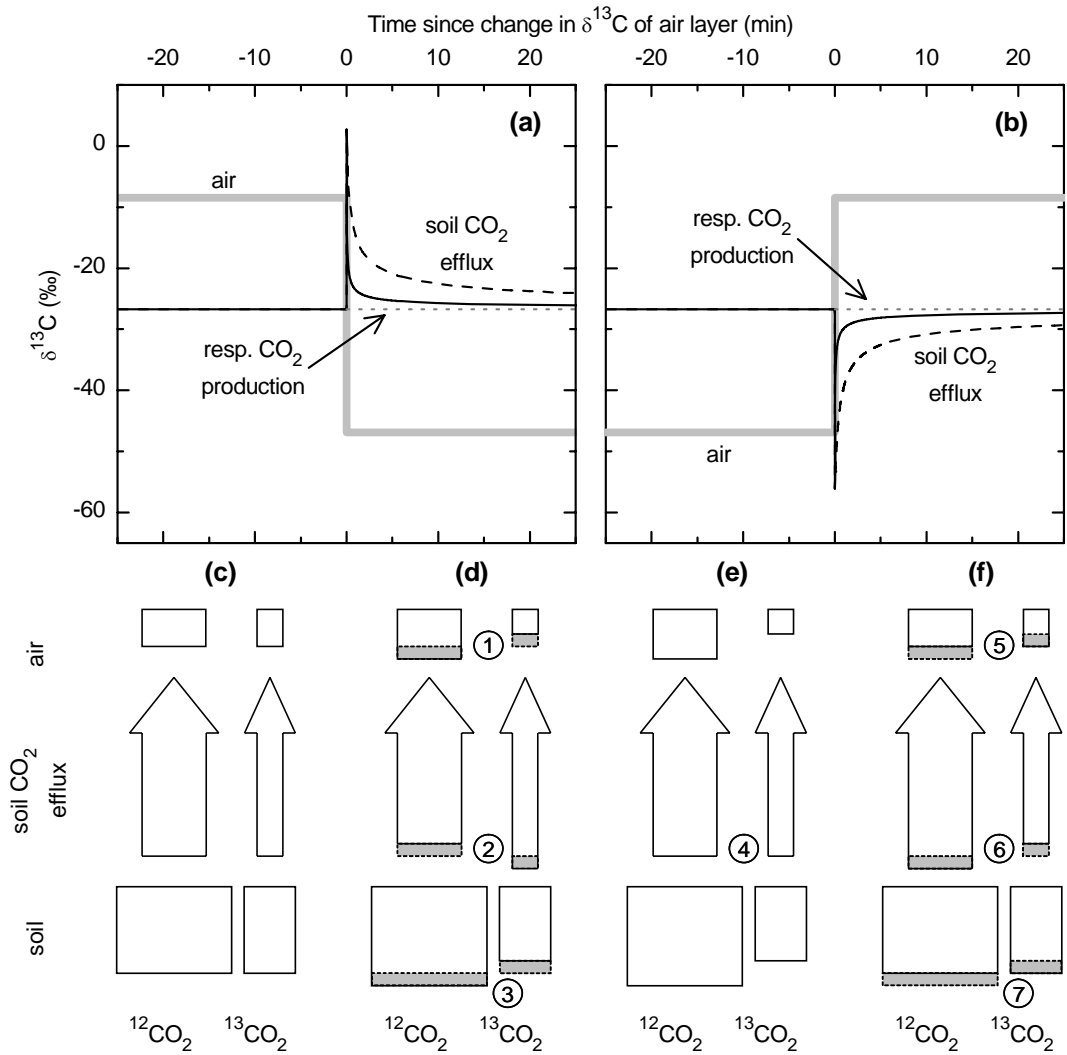 Time since change in δ¹³C of air layer (min)
-20 -10 0 10 20 -20 -10 0 10 20
(a) (b)
0
-20
-40
-60
δ¹³C (‰)
air
soil CO₂
efflux
resp. CO₂
production
resp. CO₂
production
soil CO₂
efflux
air
(c) (d) (e) (f)
air
1 5
soil CO₂
efflux
2 4 6
soil
3 7
¹²CO₂ ¹³CO₂ ¹²CO₂ ¹³CO₂ ¹²CO₂ ¹³CO₂ ¹²CO₂ ¹³CO₂